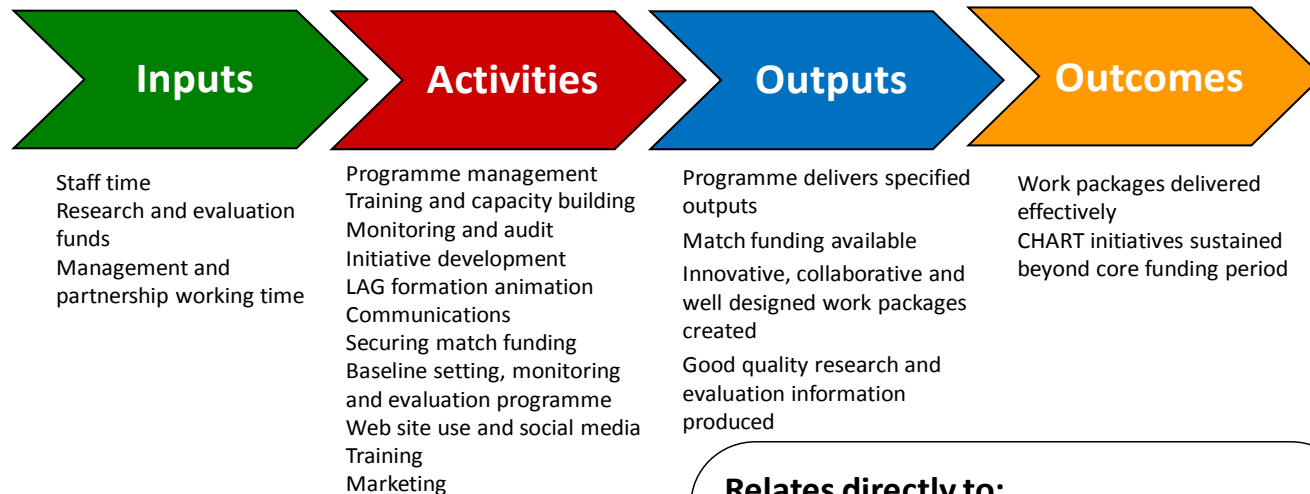 Inputs
Activities
Outputs
Outcomes
Staff time
Research and evaluation
funds
Management and
partnership working time
Programme management
Training and capacity building
Monitoring and audit
Initiative development
LAG formation animation
Communications
Securing match funding
Baseline setting, monitoring
and evaluation programme
Web site use and social media
Training
Marketing
Programme delivers specified
outputs
Match funding available
Innovative, collaborative and
well designed work packages
created
Good quality research and
evaluation information
produced
Work packages delivered
effectively
CHART initiatives sustained
beyond core funding period
Relates directly to: